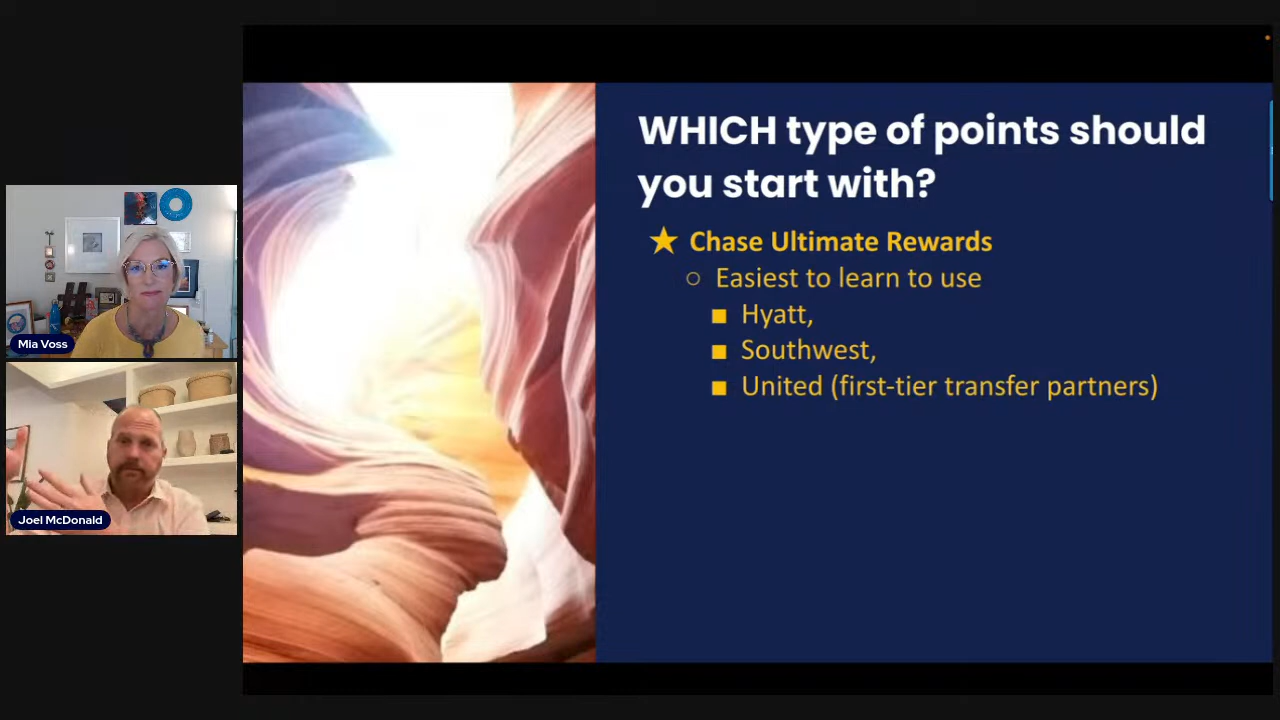 WHICH type of points should
you start with?
★ Chase Ultimate Rewards
○ Easiest to learn to use
■ Hyatt,
■ Southwest,
■ United (first-tier transfer partners)
Mia Voss
Joel McDonald